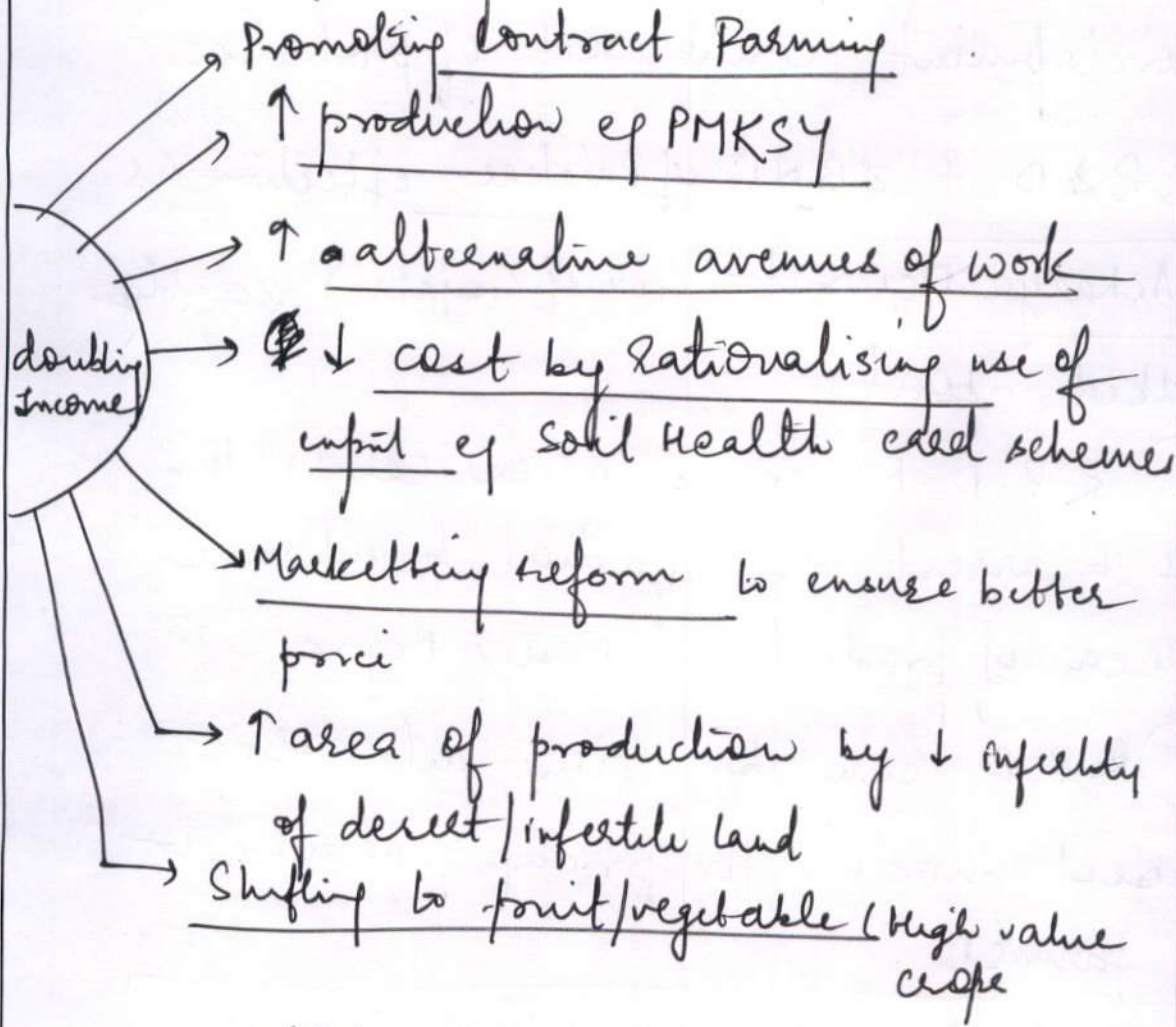 Promoting Contract Farming
↑ production eg PMKSY
↑ alternative avenues of work
↓ cost by rationalising use of
input eg Soil Health card scheme
doubling
Income
Marketting reform to ensure better
price
↑ area of production by ↓ infertility
of desert/infertile land
Shifting to fruit/vegetable (High value
crops